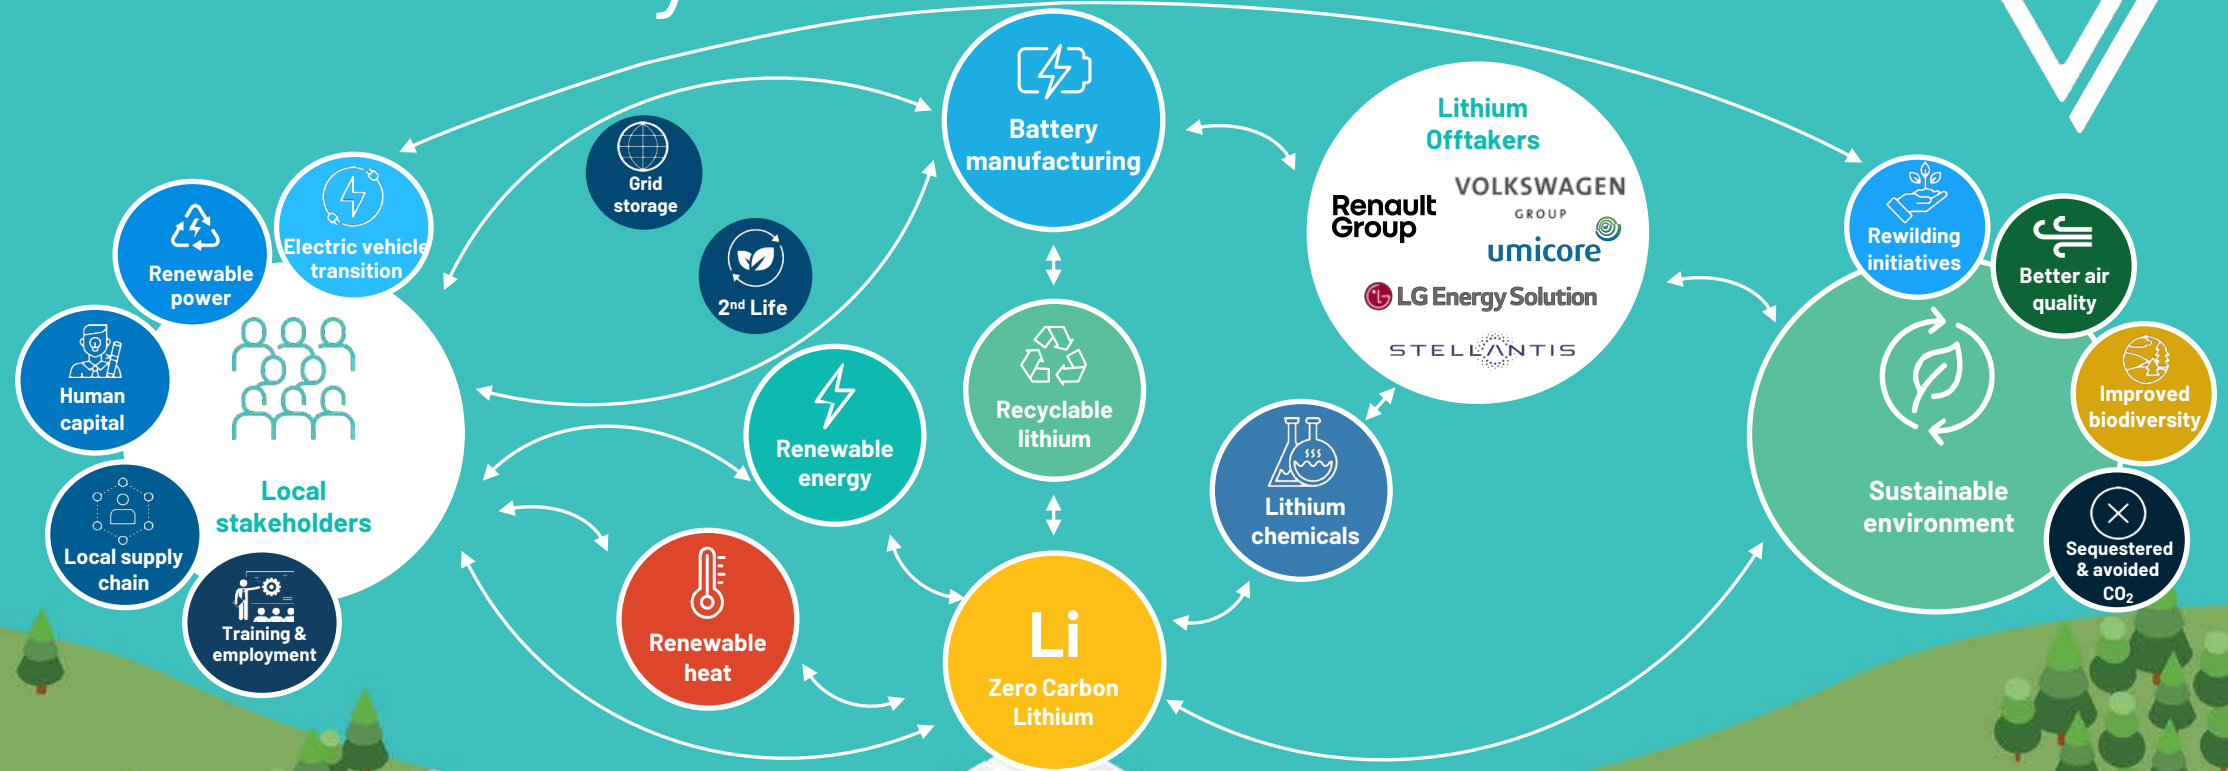 Battery
manufacturing
Lithium
Offtakers
Renault
Group
VOLKSWAGEN
GROUP
umicore
LG Energy Solution
STELLANTIS
Grid
storage
2nd Life
Electric vehicle
transition
Renewable
power
Human
capital
Local supply
chain
Training &
employment
Local
stakeholders
Renewable
energy
Renewable
heat
Recyclable
lithium
Li
Zero Carbon
Lithium
Lithium
chemicals
Rewilding
initiatives
Better air
quality
Improved
biodiversity
Sequestered
& avoided
CO₂
Sustainable
environment